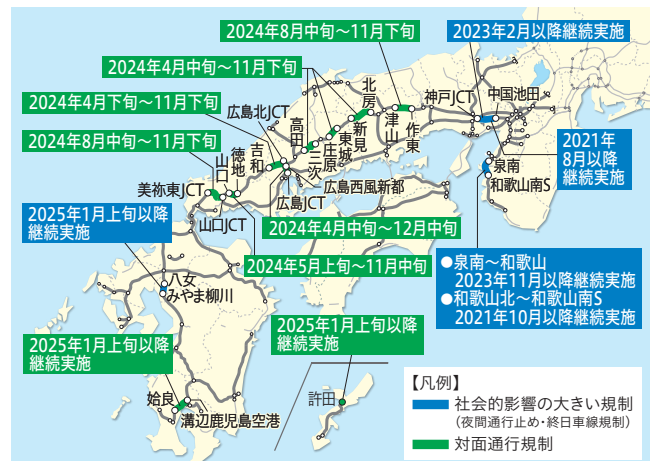 2024年8月中旬～11月下旬
2023年2月以降継続実施
2024年4月中旬～11月下旬
2024年4月下旬～11月下旬
2024年8月中旬～11月下旬
北房
神戸JCT
中国池田
広島北JCT
高田
庄原
東城
新見
津山
作東
三次
吉和
徳地
山口
美祢東JCT
山口JCT
広島JCT
広島西風新都
泉南
和歌山南S
2021年
8月以降
継続実施
2025年1月上旬以降
継続実施
2024年4月中旬～12月中旬
2024年5月上旬～11月中旬
●泉南～和歌山
2023年11月以降継続実施
●和歌山北～和歌山南S
2021年10月以降継続実施
八女
みやま柳川
2025年1月上旬以降
継続実施
2025年1月上旬以降
継続実施
許田
姶良
溝辺鹿児島空港
【凡例】
社会的影響の大きい規制
（夜間通行止め・終日車線規制）
対面通行規制